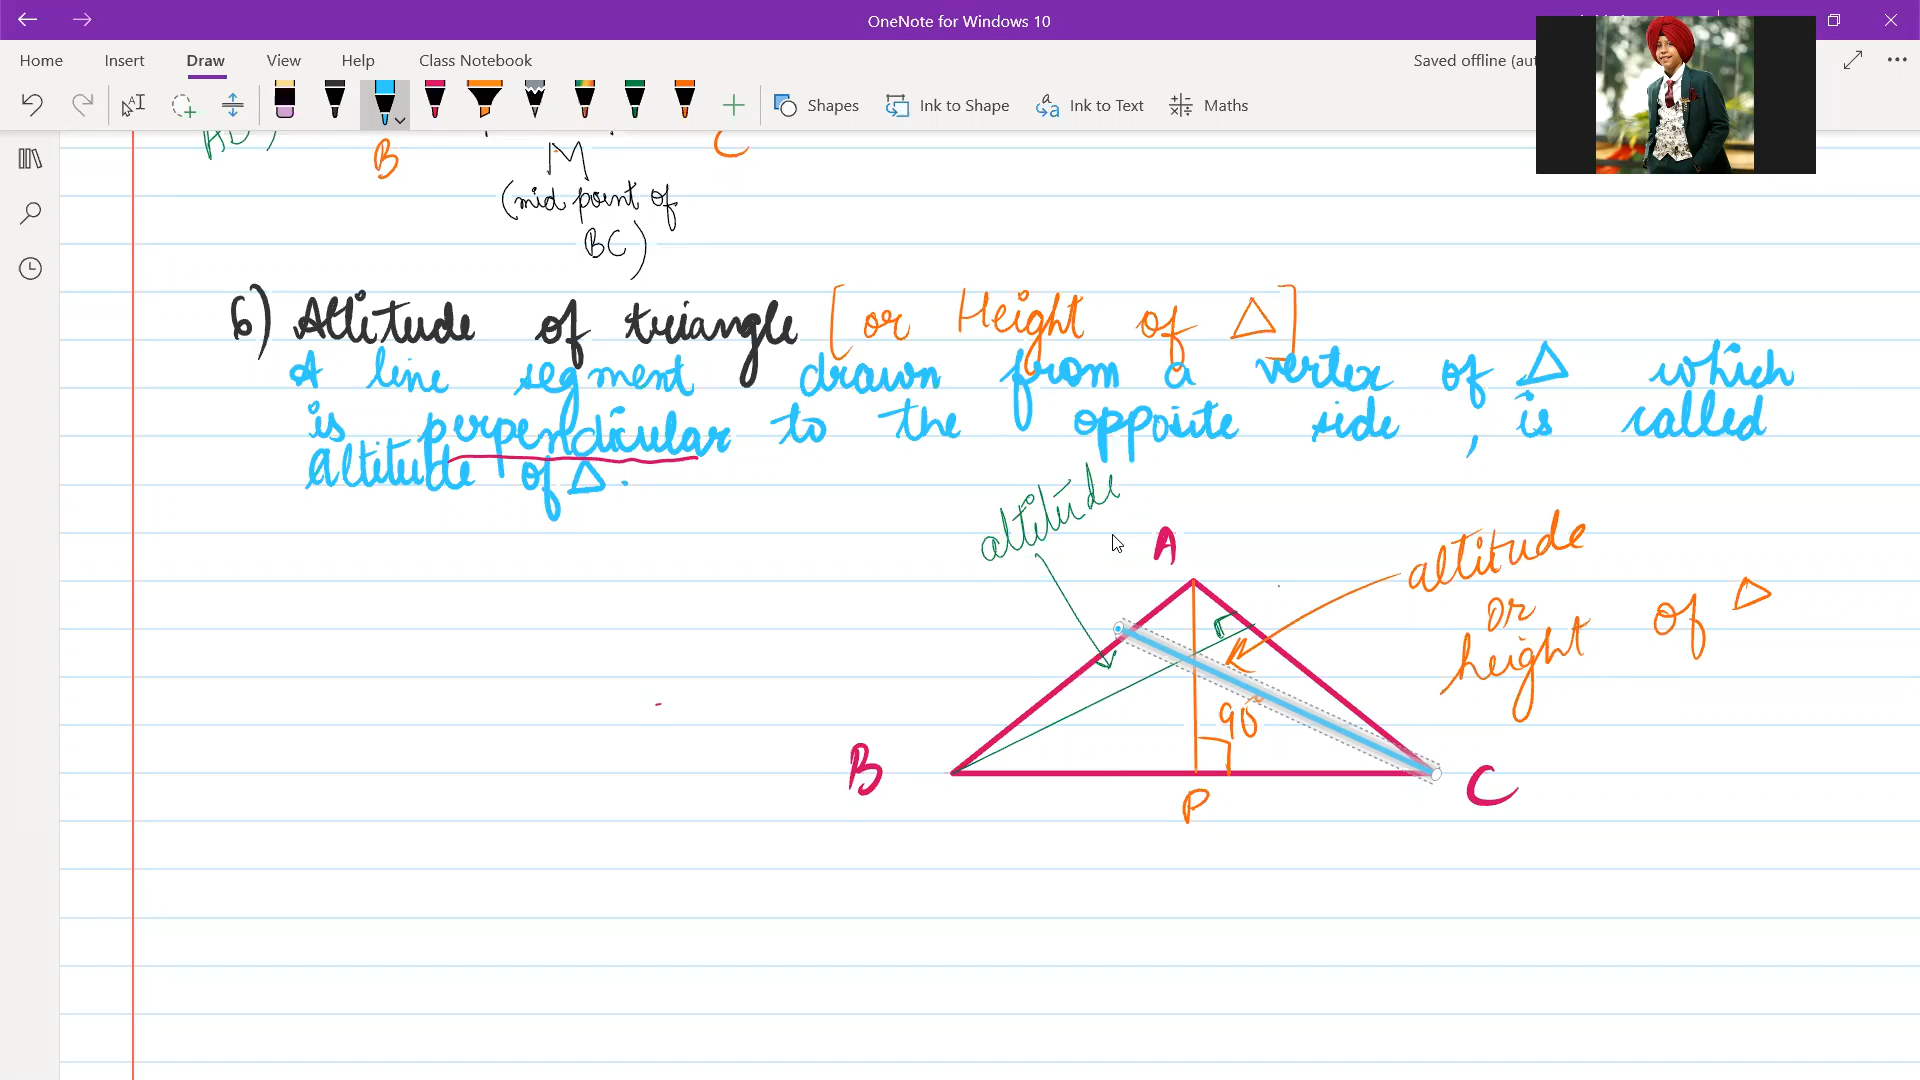 OneNote for Windows 10
Home Insert Draw View Help Class Notebook
Saved offline (aut
Shapes Ink to Shape Ink to Text Maths
B M C
(mid point of
BC)
6) Altitude of triangle [or Height of Δ]
A line segment drawn from a vertex of Δ which
is perpendicular to the opposite side, is called
altitude of Δ.
altitude
A
altitude
or
height of Δ
90°
B
C
P